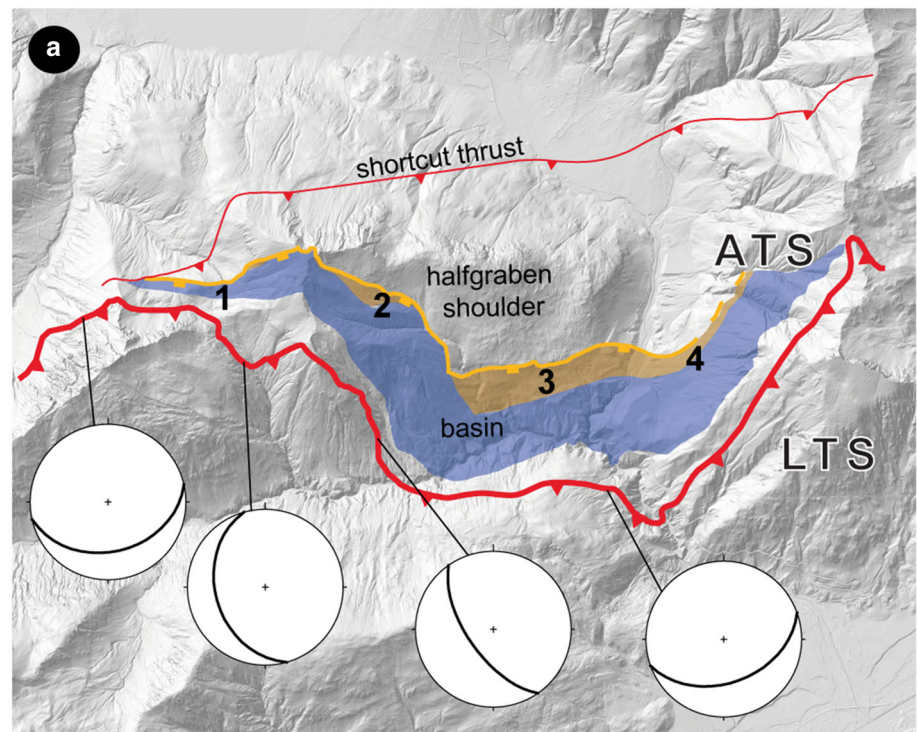 a
shortcut thrust
ATS
halfgraben
shoulder
1
2
3
4
basin
LTS